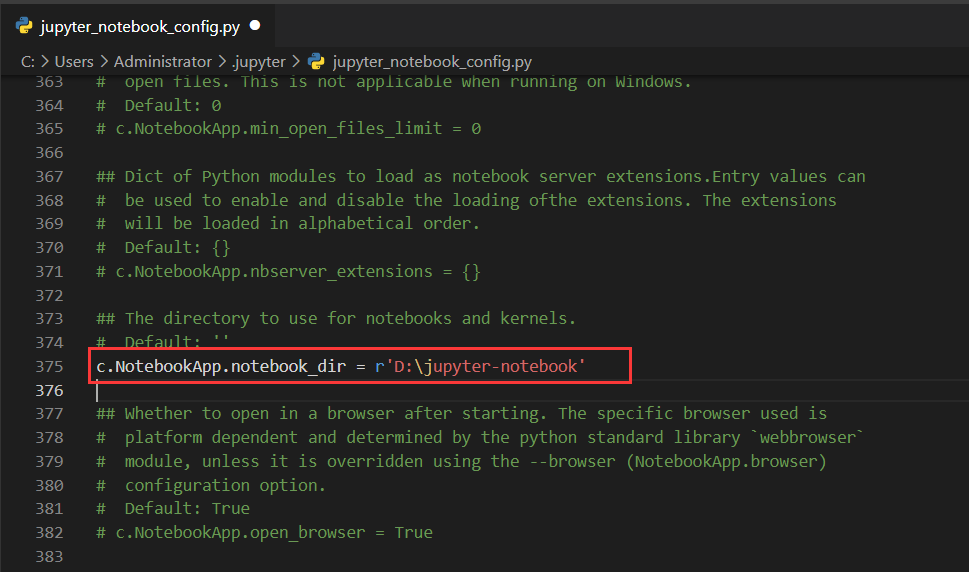 jupyter_notebook_config.py
C: > Users > Administrator > .jupyter > jupyter_notebook_config.py
363 #  open files. This is not applicable when running on Windows.
364 #  Default: 0
365 # c.NotebookApp.min_open_files_limit = 0
366
367 ## Dict of Python modules to load as notebook server extensions.Entry values can
368 #  be used to enable and disable the loading ofthe extensions. The extensions
369 #  will be loaded in alphabetical order.
370 #  Default: {}
371 # c.NotebookApp.nbserver_extensions = {}
372
373 ## The directory to use for notebooks and kernels.
374 #  Default: ''
375 c.NotebookApp.notebook_dir = r'D:\jupyter-notebook'
376
377 ## Whether to open in a browser after starting. The specific browser used is
378 #  platform dependent and determined by the python standard library `webbrowser`
379 #  module, unless it is overridden using the --browser (NotebookApp.browser)
380 #  configuration option.
381 #  Default: True
382 # c.NotebookApp.open_browser = True
383